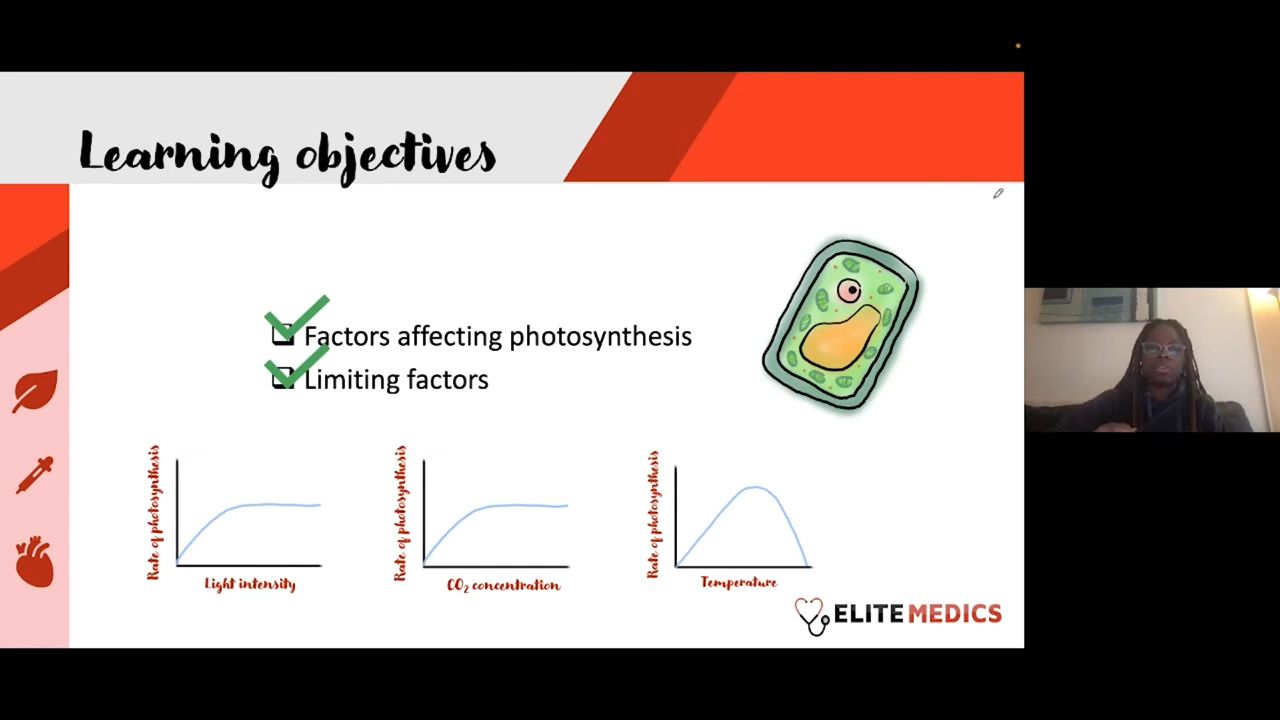 Learning objectives
Factors affecting photosynthesis
Limiting factors
Rate of photosynthesis
Light intensity
Rate of photosynthesis
CO₂ concentration
Rate of photosynthesis
Temperature
ELITE MEDICS